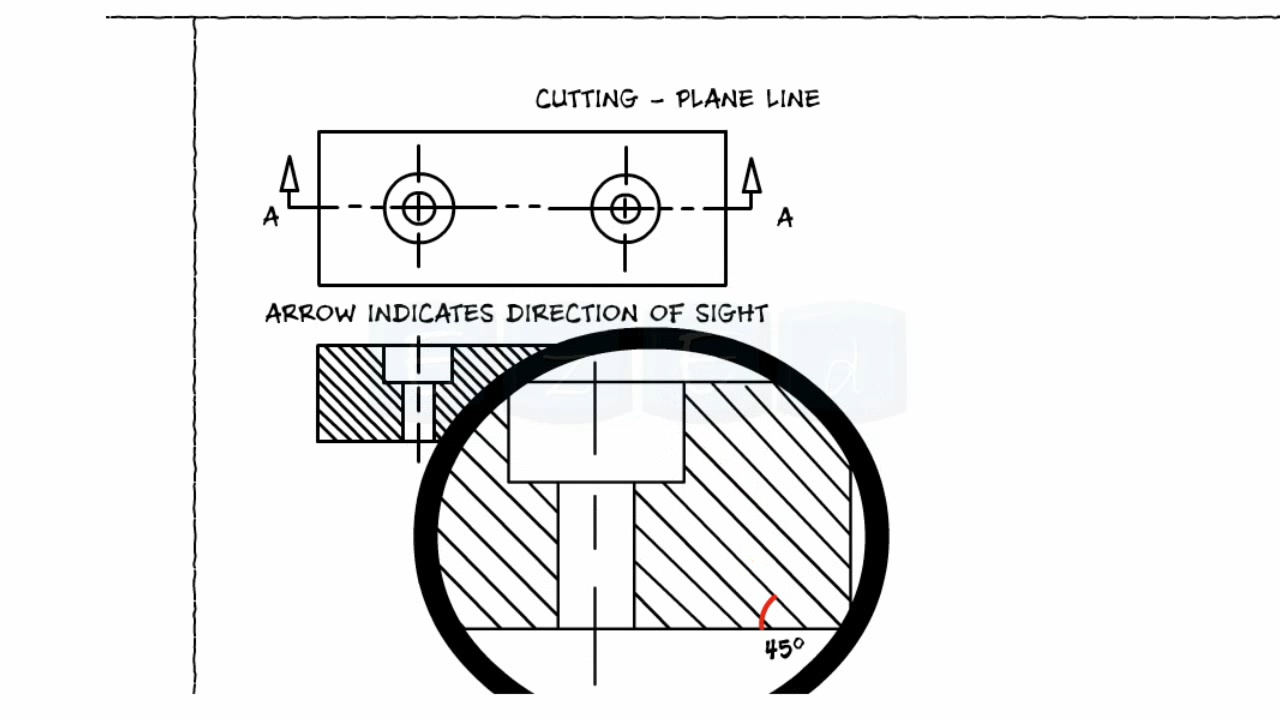 CUTTING - PLANE LINE
A
A
ARROW INDICATES DIRECTION OF SIGHT
45°